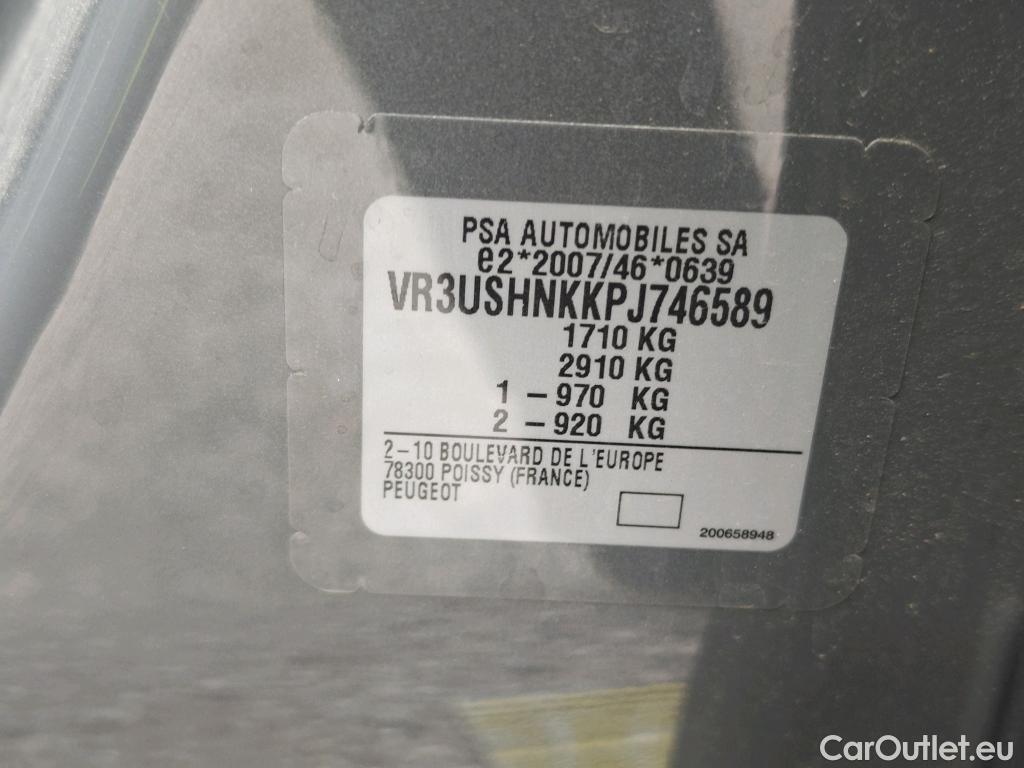 PSA AUTOMOBILES SA
e2*2007/46*0639
VR3USHNKKPJ746589
1710 KG
2910 KG
1 – 970 KG
2 – 920 KG
2–10 BOULEVARD DE L'EUROPE
78300 POISSY (FRANCE)
PEUGEOT
200658948
CarOutlet.eu